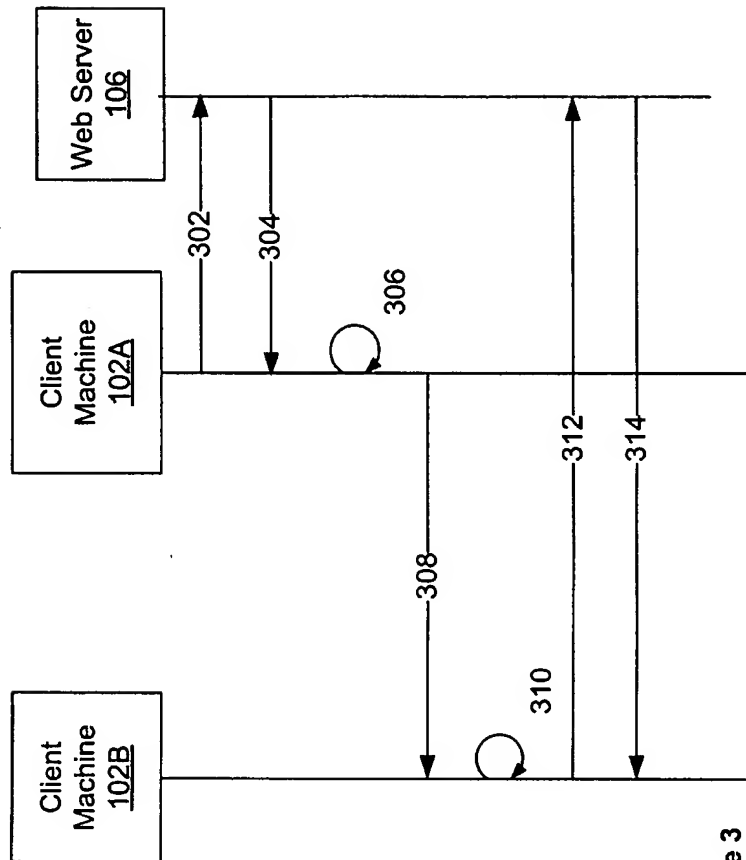 Client
Machine
102B
Client
Machine
102A
Web Server
106
302
304
306
308
310
312
314
3